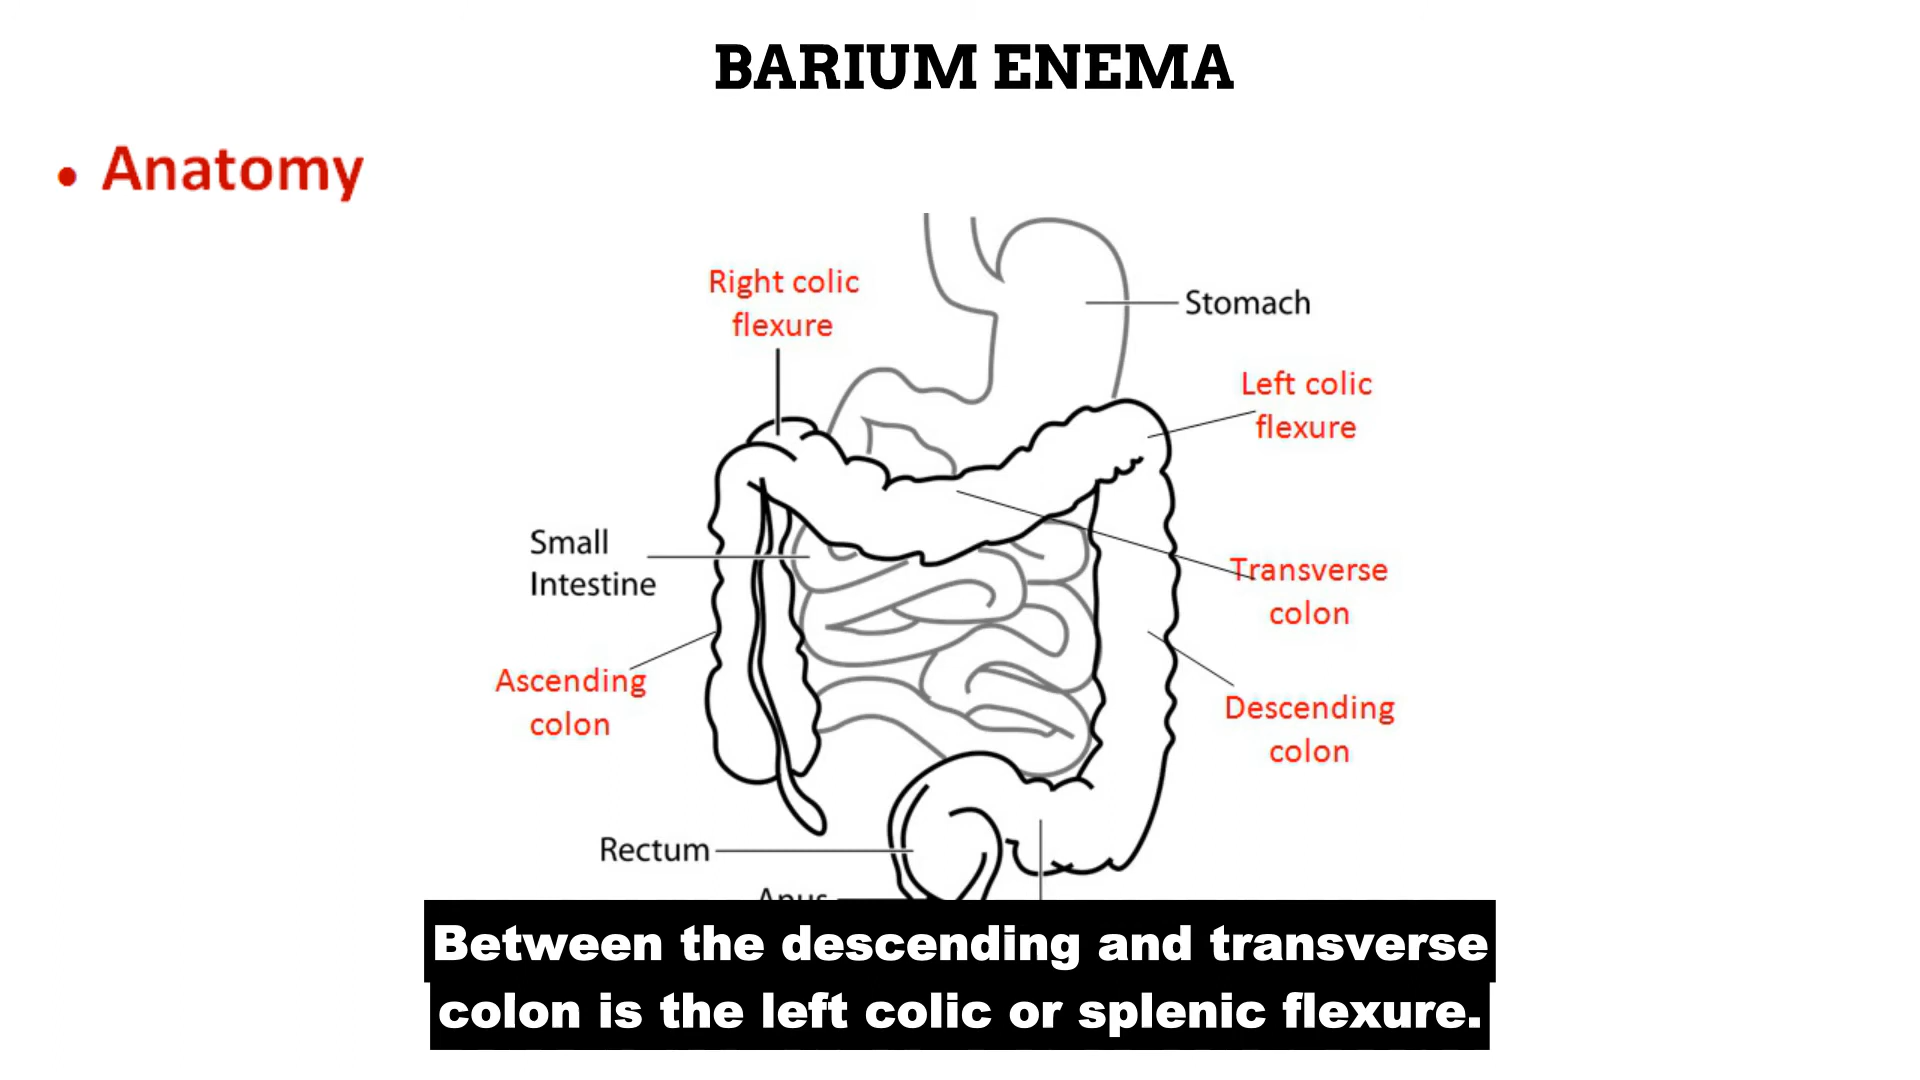 BARIUM ENEMA
• Anatomy
Right colic
flexure
Stomach
Left colic
flexure
Small
Intestine
Transverse
colon
Ascending
colon
Descending
colon
Rectum
Anus
Between the descending and transverse
colon is the left colic or splenic flexure.